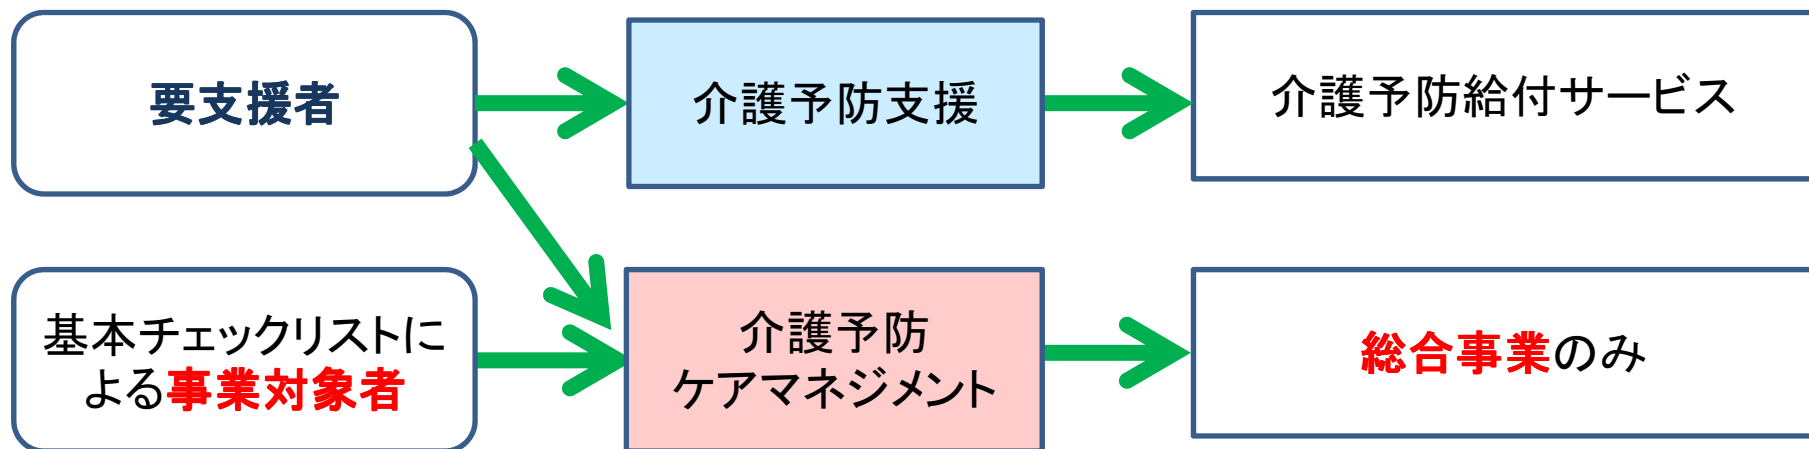 要支援者
介護予防支援
介護予防給付サービス
基本チェックリストに
よる事業対象者
介護予防
ケアマネジメント
総合事業のみ